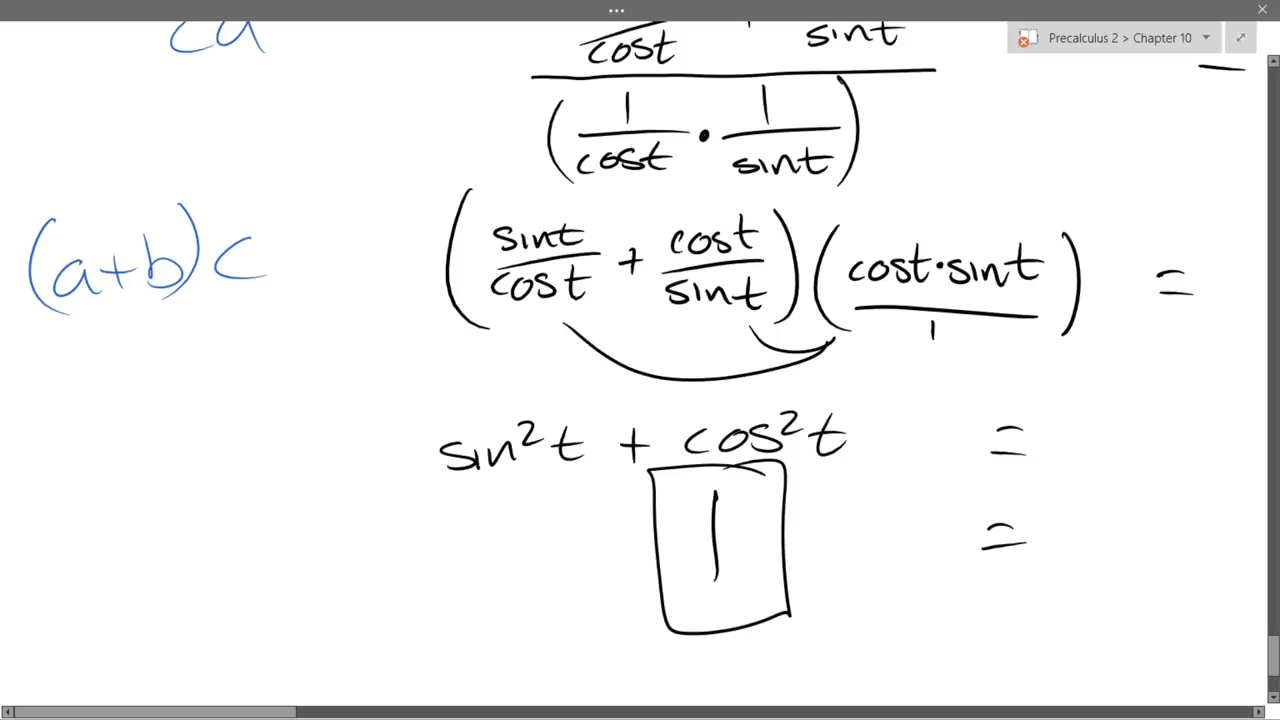 Precalculus 2 > Chapter 10
ca
cost sint
(1/cost · 1/sint)
(a+b)c
(sint/cost + cost/sint)(cost·sint/1) =
sin²t + cos²t =
1 =